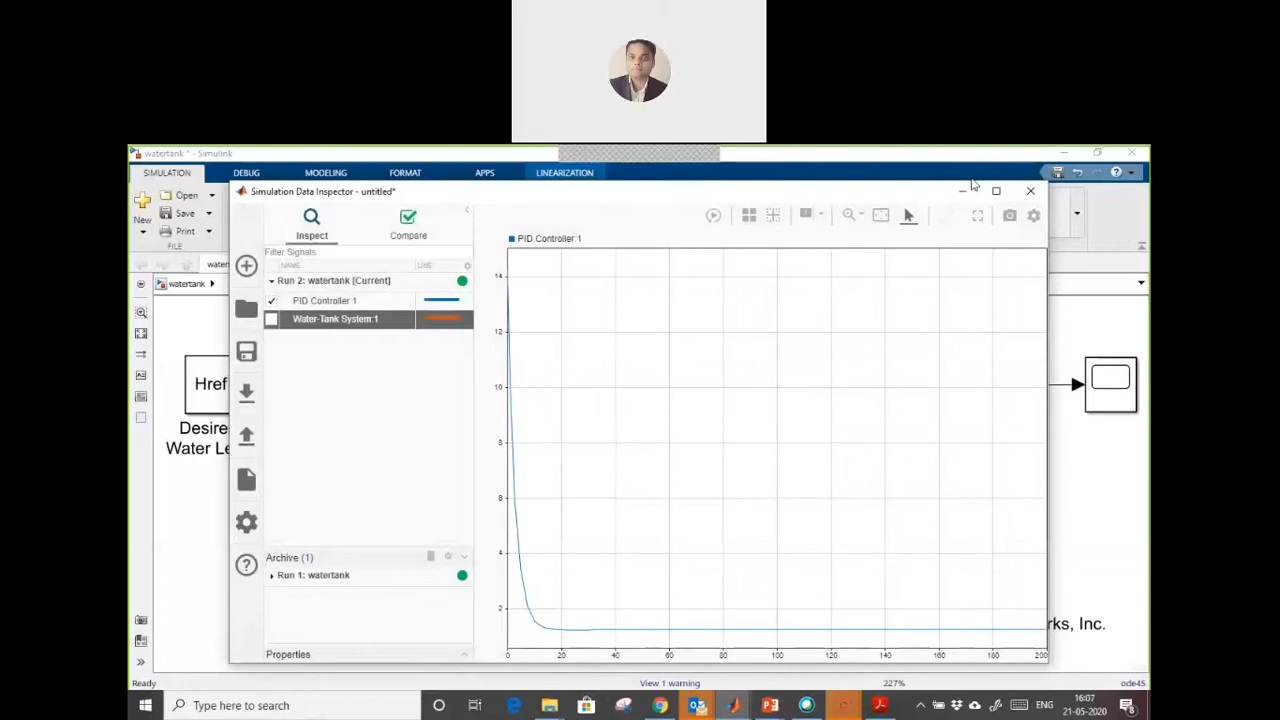 watertank * - Simulink
SIMULATION DEBUG MODELING FORMAT APPS LINEARIZATION
Simulation Data Inspector - untitled*
New
Open
Save
Print
FILE
Inspect
Compare
Filter Signals
NAME LINE
Run 2: watertank [Current]
PID Controller:1
Water-Tank System:1
Archive (1)
Run 1: watertank
Properties
PID Controller:1
14
12
10
8
6
4
2
0 20 40 60 80 100 120 140 160 180 200
water
watertank
Href
Desire
Water Le
rks, Inc.
Ready
View 1 warning
227%
ode45
Type here to search
ENG
16:07
21-05-2020
8